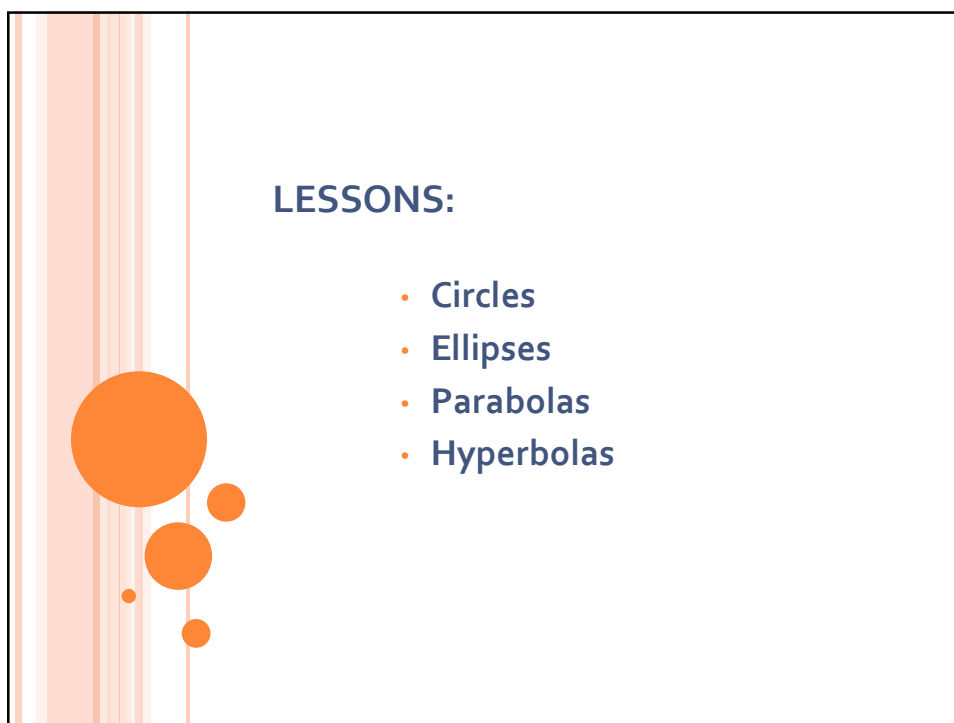 LESSONS:
• Circles
• Ellipses
• Parabolas
• Hyperbolas